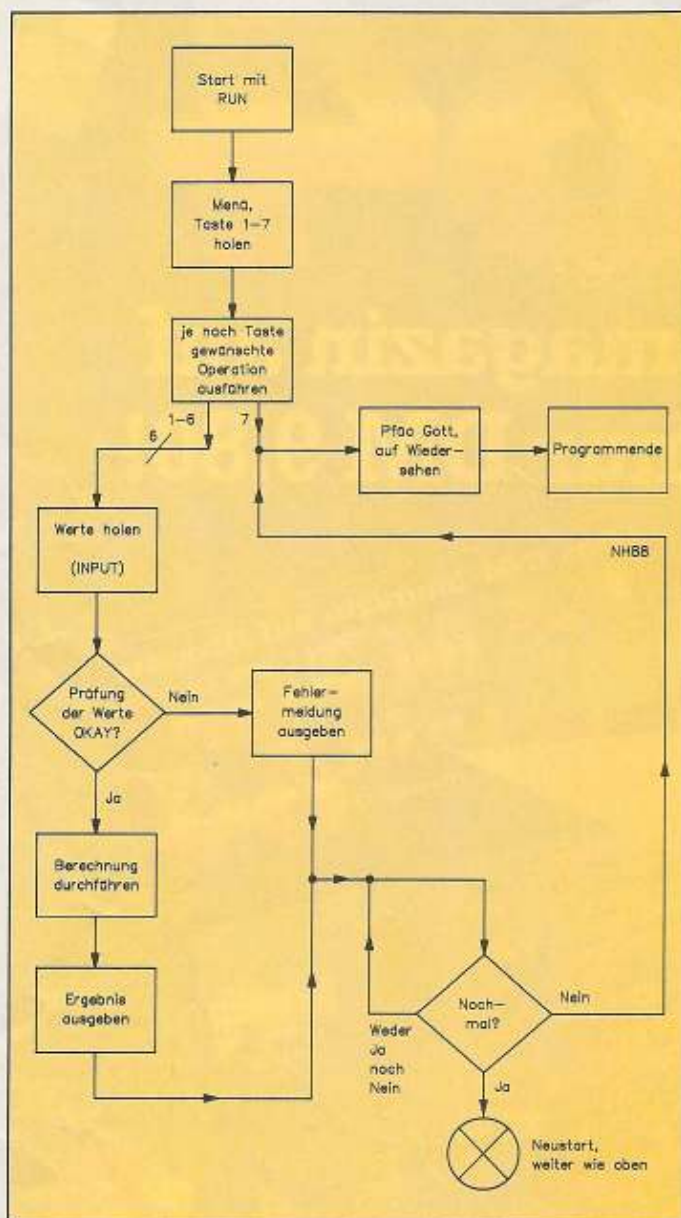 Start mit
RUN
Menü,
Taste 1-7
holen
je nach Taste
gewünschte
Operation
ausführen
1-6
6
7
Pfüo Gott,
auf Wieder-
sehen
Programmende
Werte holen
(INPUT)
NH88
Prüfung
der Werte
OKAY?
Nein
Fehler-
meldung
ausgeben
Ja
Berechnung
durchführen
Ergebnis
ausgeben
Noch-
mal?
Nein
Weder
Ja
noch
Nein
Ja
Neustart,
weiter wie oben